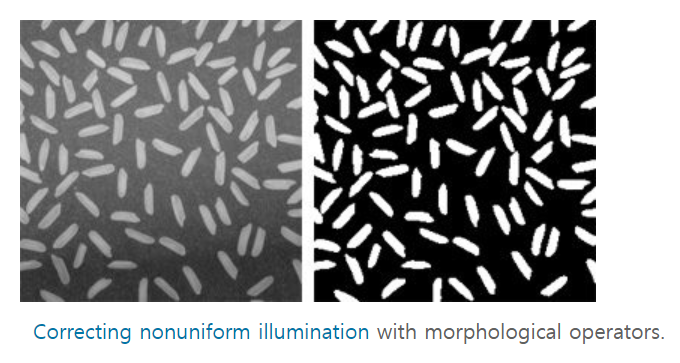 Correcting nonuniform illumination with morphological operators.